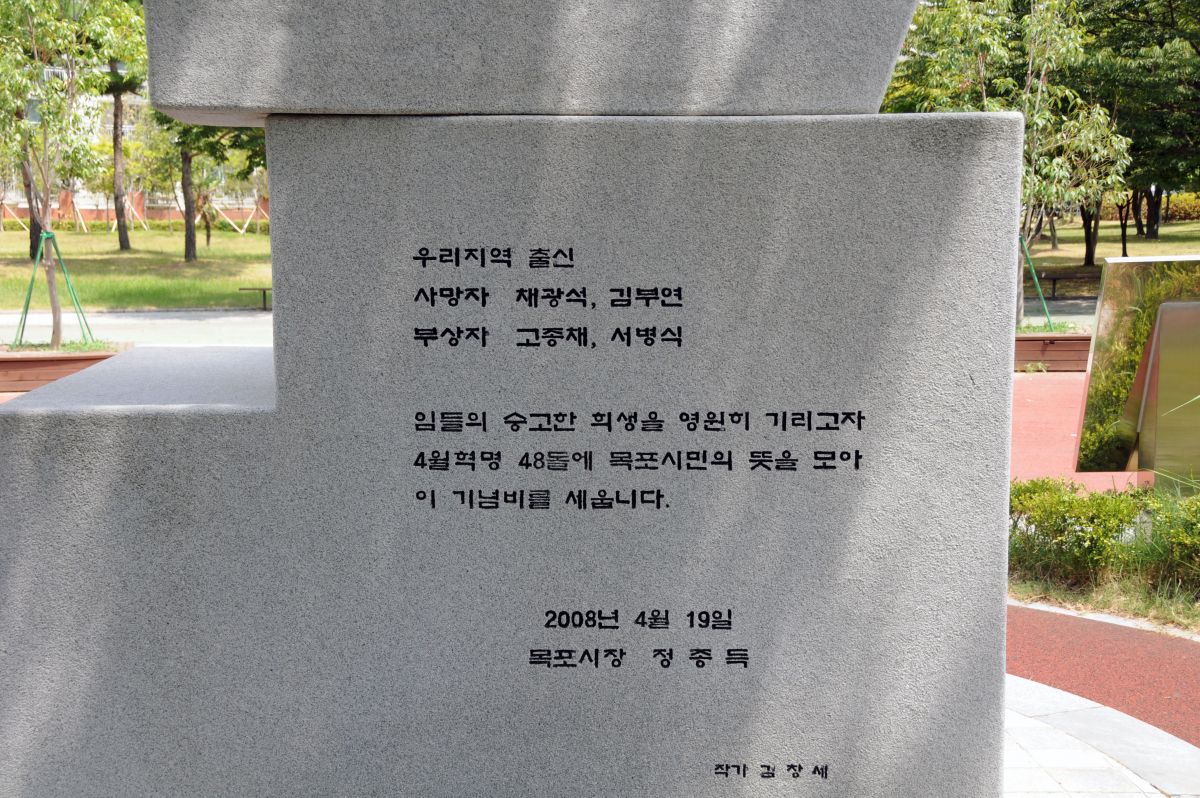 우리지역 출신
사망자 채광석, 김부연
부상자 고종채, 서병식
임들의 숭고한 희생을 영원히 기리고자
4월혁명 48돌에 목포시민의 뜻을 모아
이 기념비를 세웁니다.
2008년 4월 19일
목포시장 정 종 득
작가 김 창 세